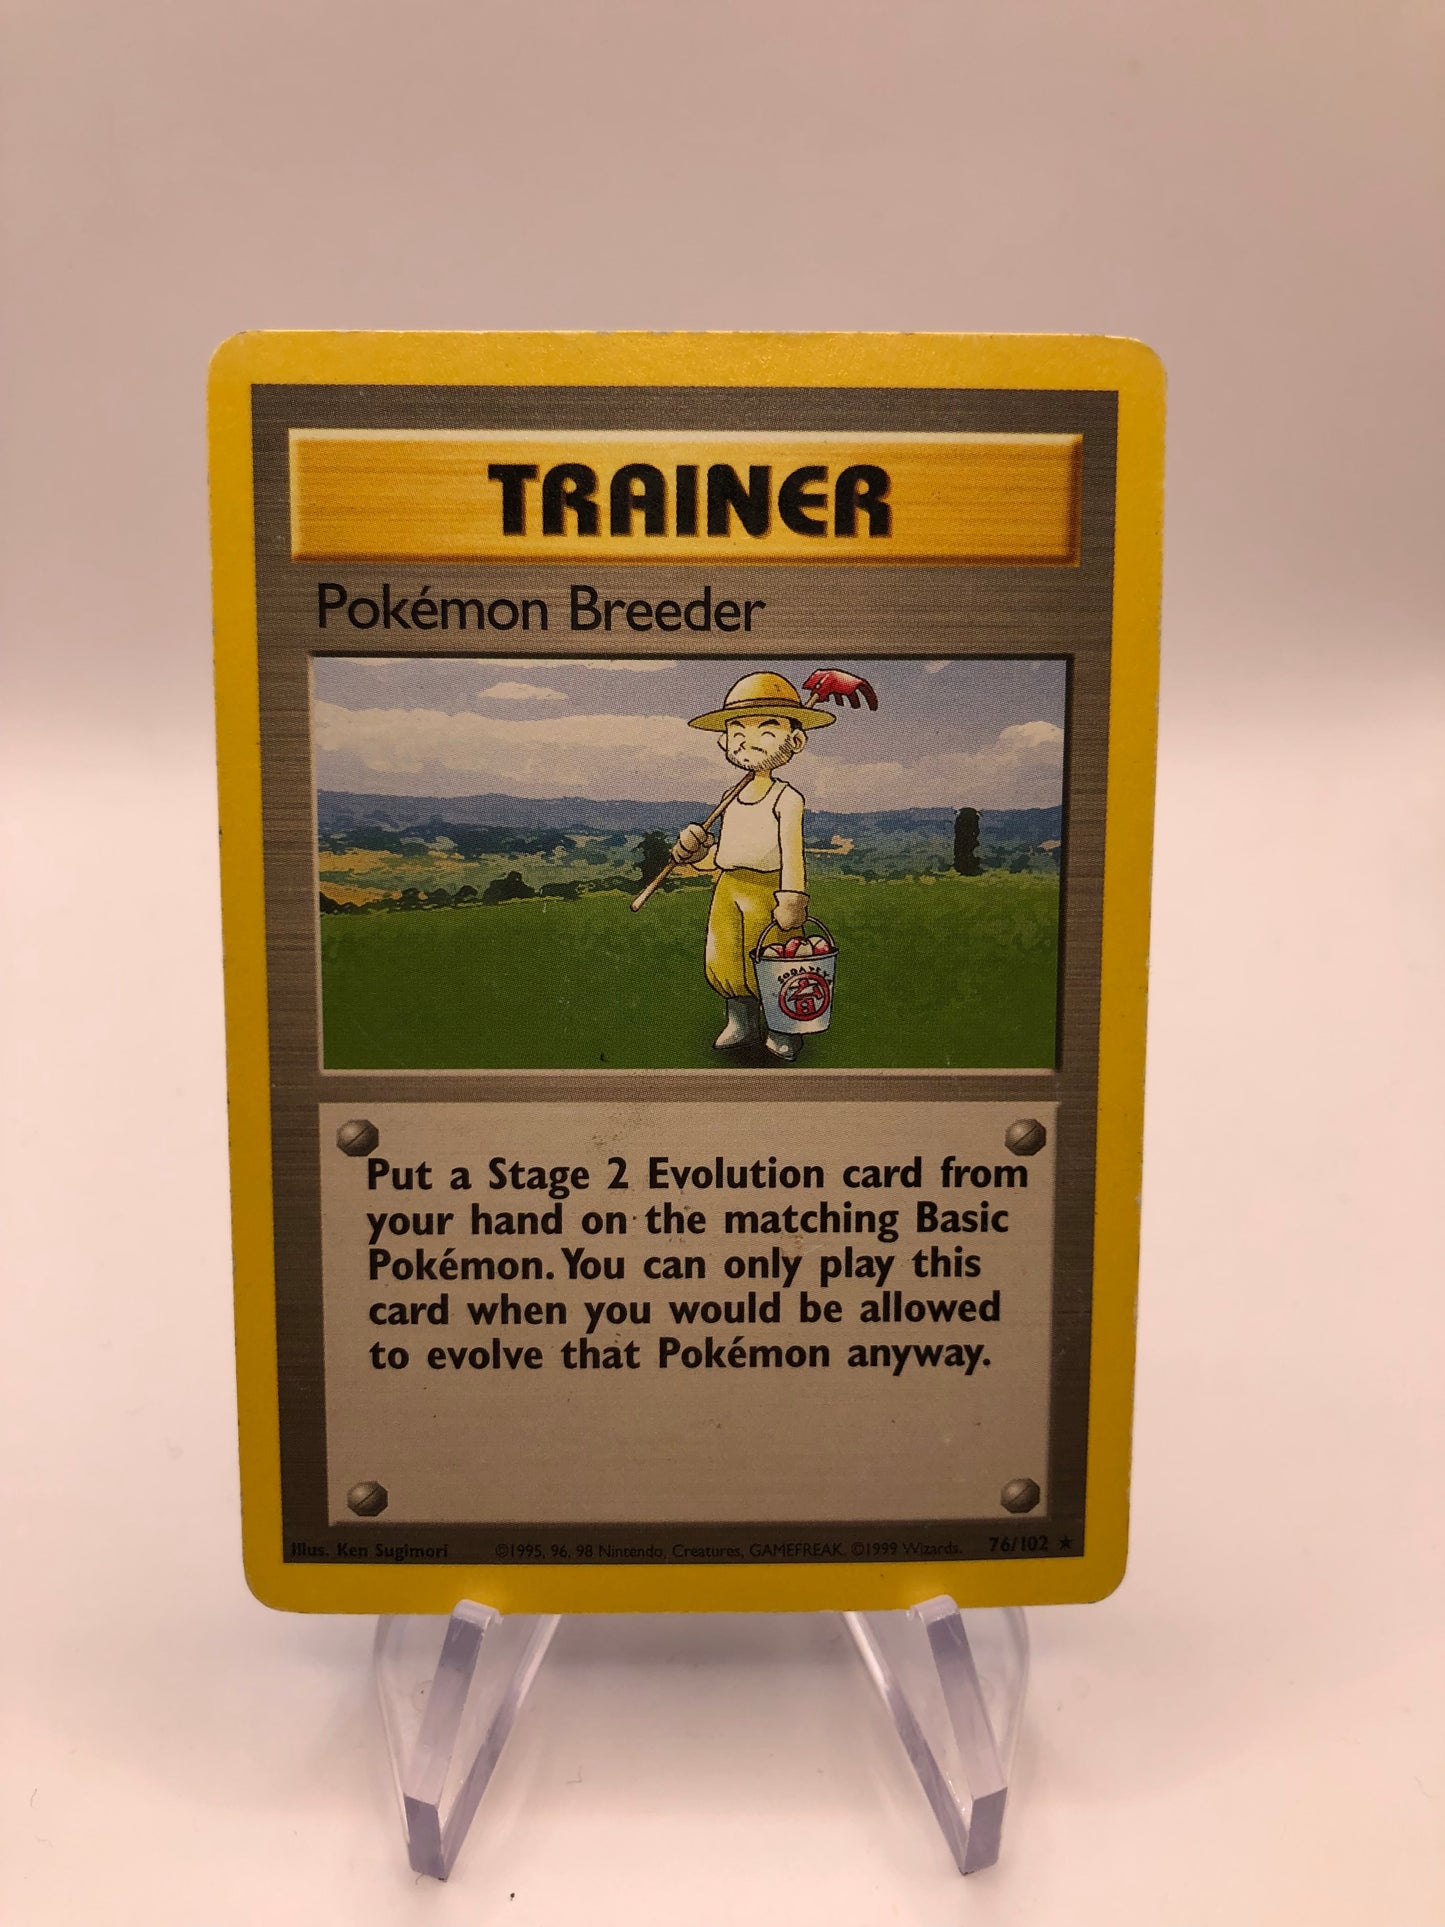 TRAINER
Pokémon Breeder
Put a Stage 2 Evolution card from
your hand on the matching Basic
Pokémon. You can only play this
card when you would be allowed
to evolve that Pokémon anyway.
Illus. Ken Sugimori ©1995, 96, 98 Nintendo, Creatures, GAMEFREAK. ©1999 Wizards. 76/102 ★